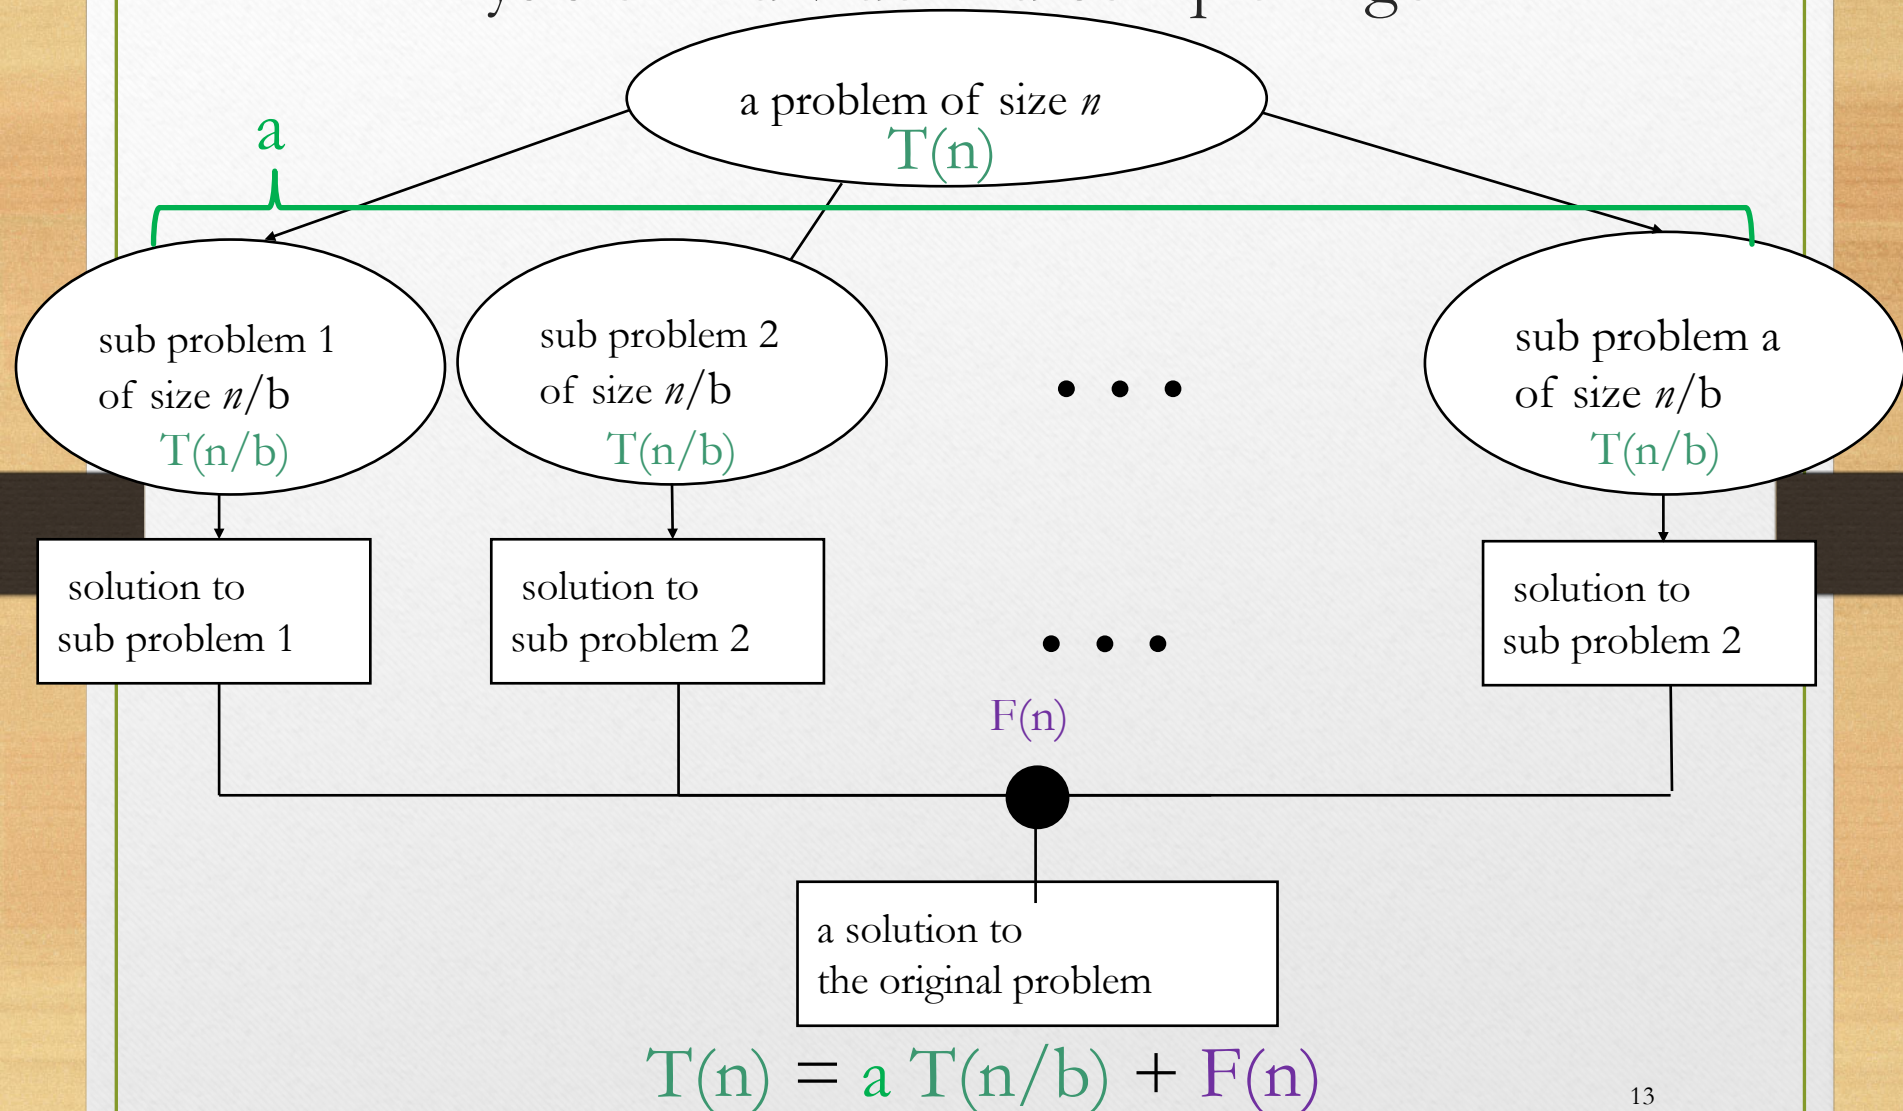 a problem of size n
T(n)
a
sub problem 1
of size n/b
T(n/b)
sub problem 2
of size n/b
T(n/b)
• • •
sub problem a
of size n/b
T(n/b)
solution to
sub problem 1
solution to
sub problem 2
• • •
solution to
sub problem 2
F(n)
a solution to
the original problem
T(n) = a T(n/b) + F(n)
13